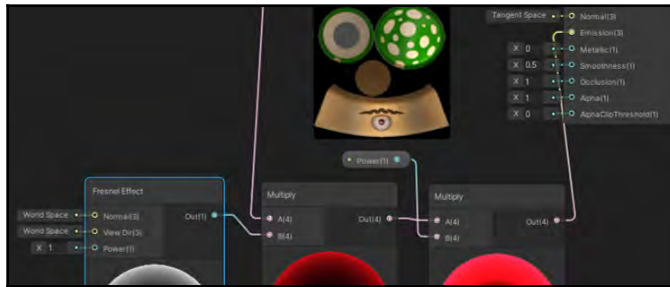 Tangent Space
Normal(3)
Emission(3)
X 0
Metallic(1)
X 0.5
Smoothness(1)
X 1
Occlusion(1)
X 1
Alpha(1)
X 0
AlphaClipThreshold(1)
Power(1)
Fresnel Effect
World Space
Normal(3)
Out(1)
World Space
View Dir(3)
X 1
Power(1)
Multiply
A(4)
Out(4)
B(4)
Multiply
A(4)
Out(4)
B(4)